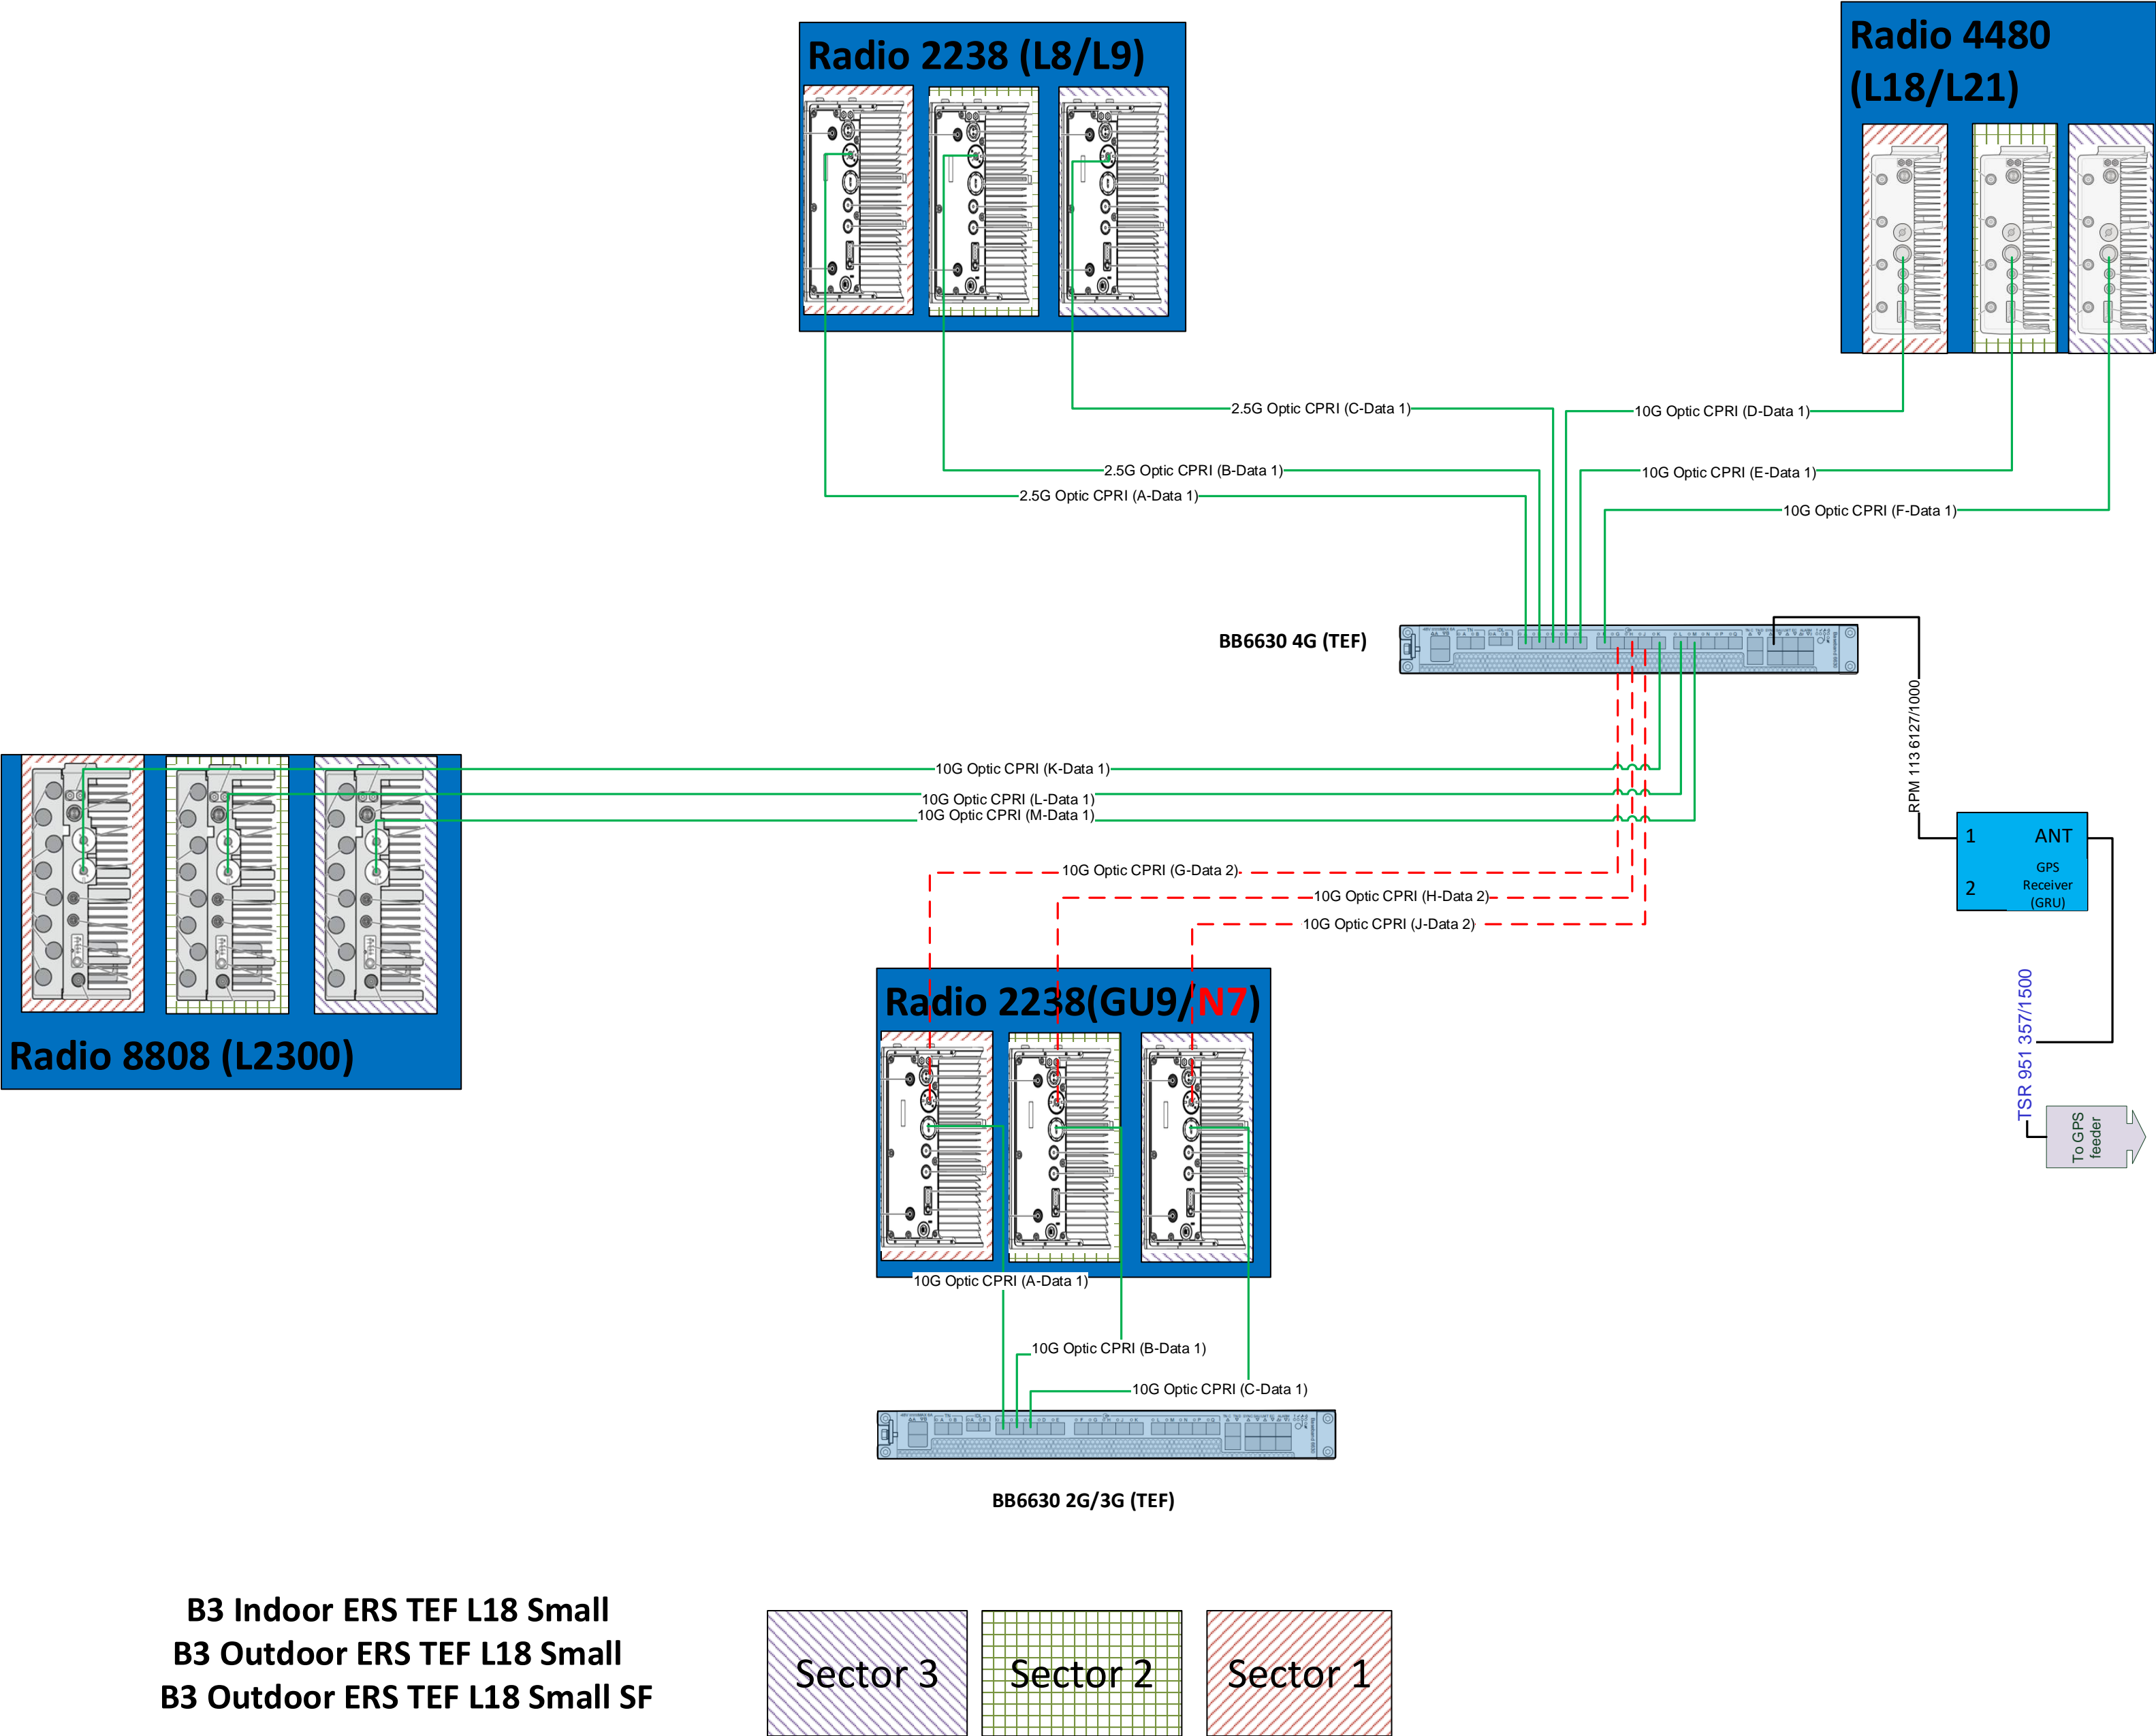 Radio 2238 (L8/L9)
Radio 4480
(L18/L21)
2.5G Optic CPRI (C-Data 1)
10G Optic CPRI (D-Data 1)
2.5G Optic CPRI (B-Data 1)
10G Optic CPRI (E-Data 1)
2.5G Optic CPRI (A-Data 1)
10G Optic CPRI (F-Data 1)
BB6630 4G (TEF)
RPM 113 6127/1000
10G Optic CPRI (K-Data 1)
10G Optic CPRI (L-Data 1)
10G Optic CPRI (M-Data 1)
1 ANT
2
GPS
Receiver
(GRU)
10G Optic CPRI (G-Data 2)
10G Optic CPRI (H-Data 2)
10G Optic CPRI (J-Data 2)
Radio 8808 (L2300)
Radio 2238(GU9/N7)
TSR 951 357/1500
To GPS
feeder
10G Optic CPRI (A-Data 1)
10G Optic CPRI (B-Data 1)
10G Optic CPRI (C-Data 1)
BB6630 2G/3G (TEF)
B3 Indoor ERS TEF L18 Small
B3 Outdoor ERS TEF L18 Small
B3 Outdoor ERS TEF L18 Small SF
Sector 3
Sector 2
Sector 1